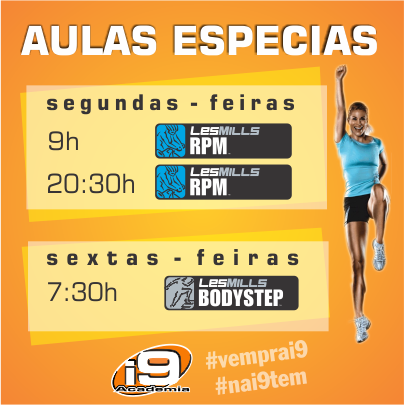 AULAS ESPECIAS
segundas - feiras
9h LESMILLS RPM
20:30h LESMILLS RPM
sextas - feiras
7:30h LESMILLS BODYSTEP
i9 Academia
#vemprai9
#nai9tem